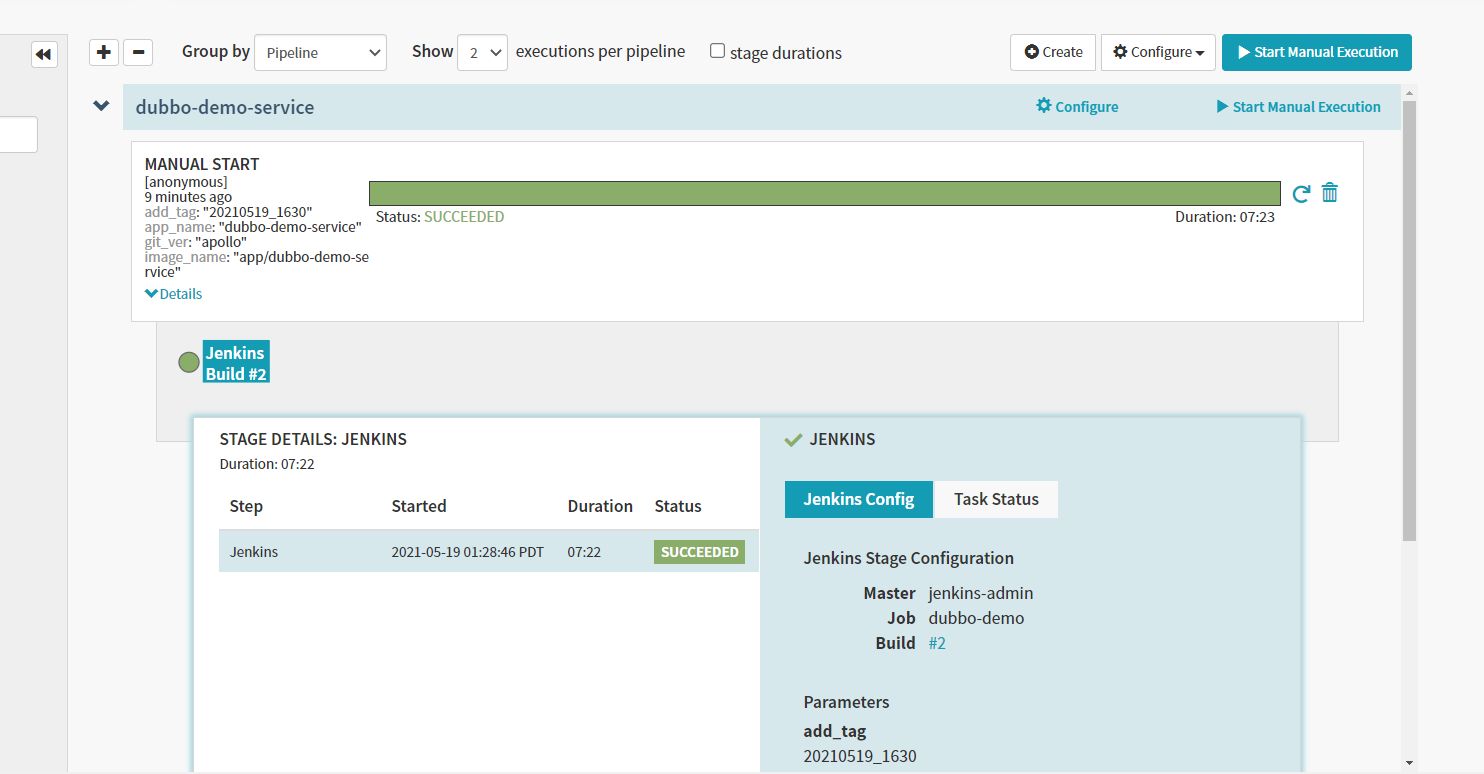 Group by Pipeline Show 2 executions per pipeline stage durations Create Configure Start Manual Execution
dubbo-demo-service Configure Start Manual Execution
MANUAL START
[anonymous]
9 minutes ago
add_tag: "20210519_1630"
app_name: "dubbo-demo-service"
git_ver: "apollo"
image_name: "app/dubbo-demo-se
rvice"
Details
Status: SUCCEEDED Duration: 07:23
Jenkins
Build #2
STAGE DETAILS: JENKINS
Duration: 07:22
Step Started Duration Status
Jenkins 2021-05-19 01:28:46 PDT 07:22 SUCCEEDED
JENKINS
Jenkins Config Task Status
Jenkins Stage Configuration
Master jenkins-admin
Job dubbo-demo
Build #2
Parameters
add_tag
20210519_1630